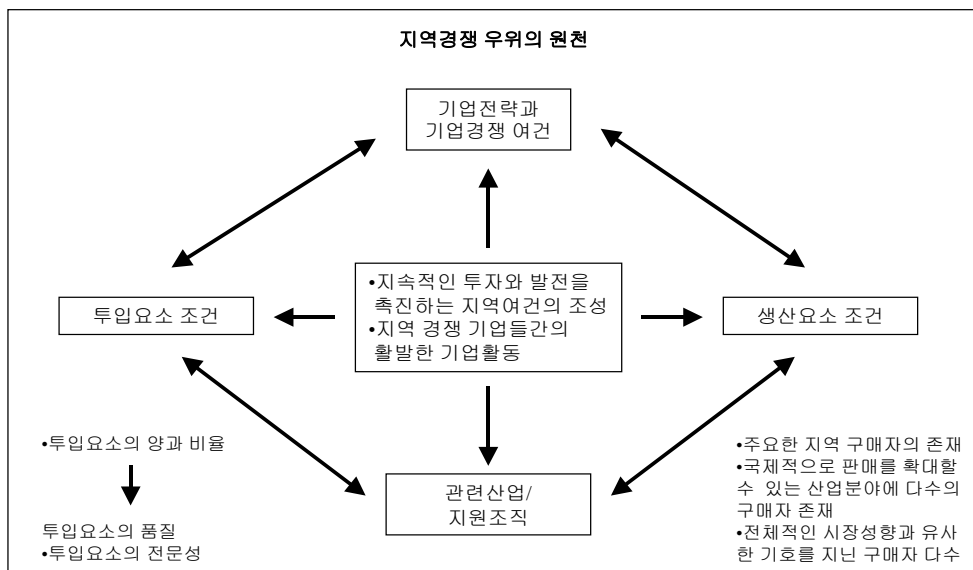 지역경쟁 우위의 원천
기업전략과
기업경쟁 여건
•지속적인 투자와 발전을
촉진하는 지역여건의 조성
•지역 경쟁 기업들간의
활발한 기업활동
투입요소 조건
생산요소 조건
•투입요소의 양과 비율
투입요소의 품질
•투입요소의 전문성
관련산업/
지원조직
•주요한 지역 구매자의 존재
•국제적으로 판매를 확대할
수 있는 산업분야에 다수의
구매자 존재
•전체적인 시장성향과 유사
한 기호를 지닌 구매자 다수